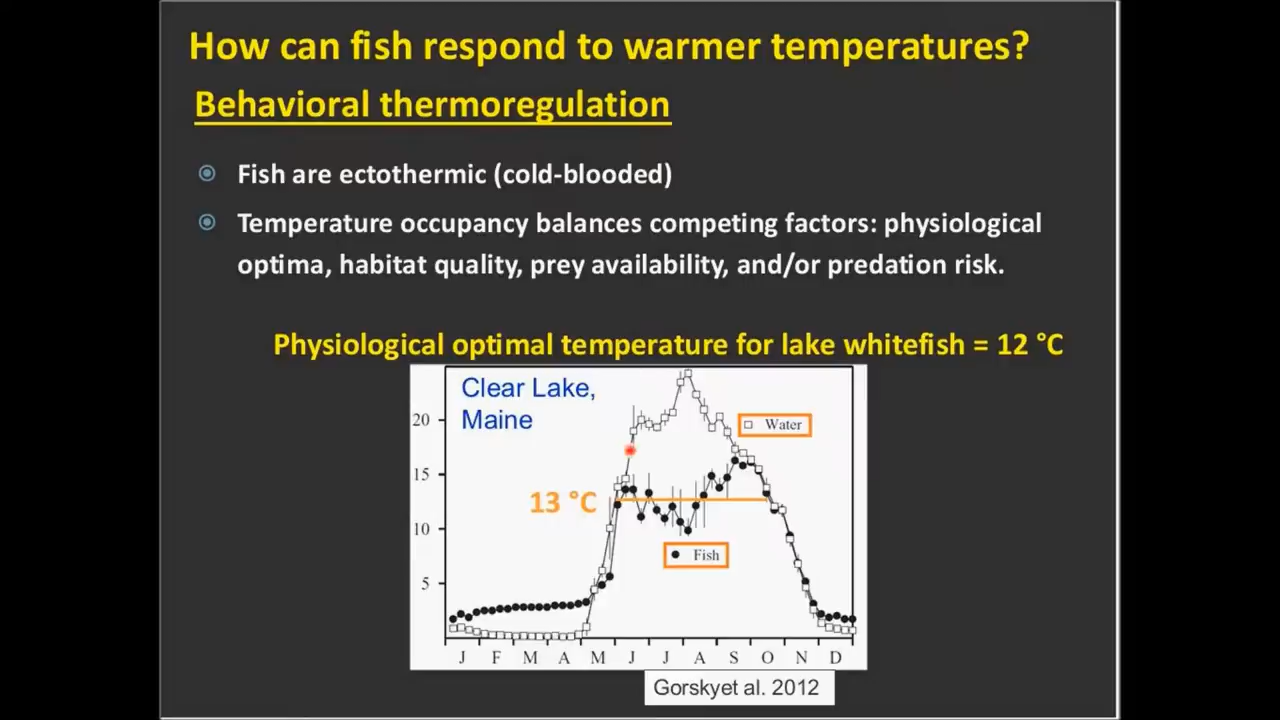 How can fish respond to warmer temperatures?
Behavioral thermoregulation
Fish are ectothermic (cold-blooded)
Temperature occupancy balances competing factors: physiological
optima, habitat quality, prey availability, and/or predation risk.
Physiological optimal temperature for lake whitefish = 12 °C
Clear Lake,
Maine
20
Water
15
13 °C
10
Fish
5
J F M A M J J A S O N D
Gorskyet al. 2012